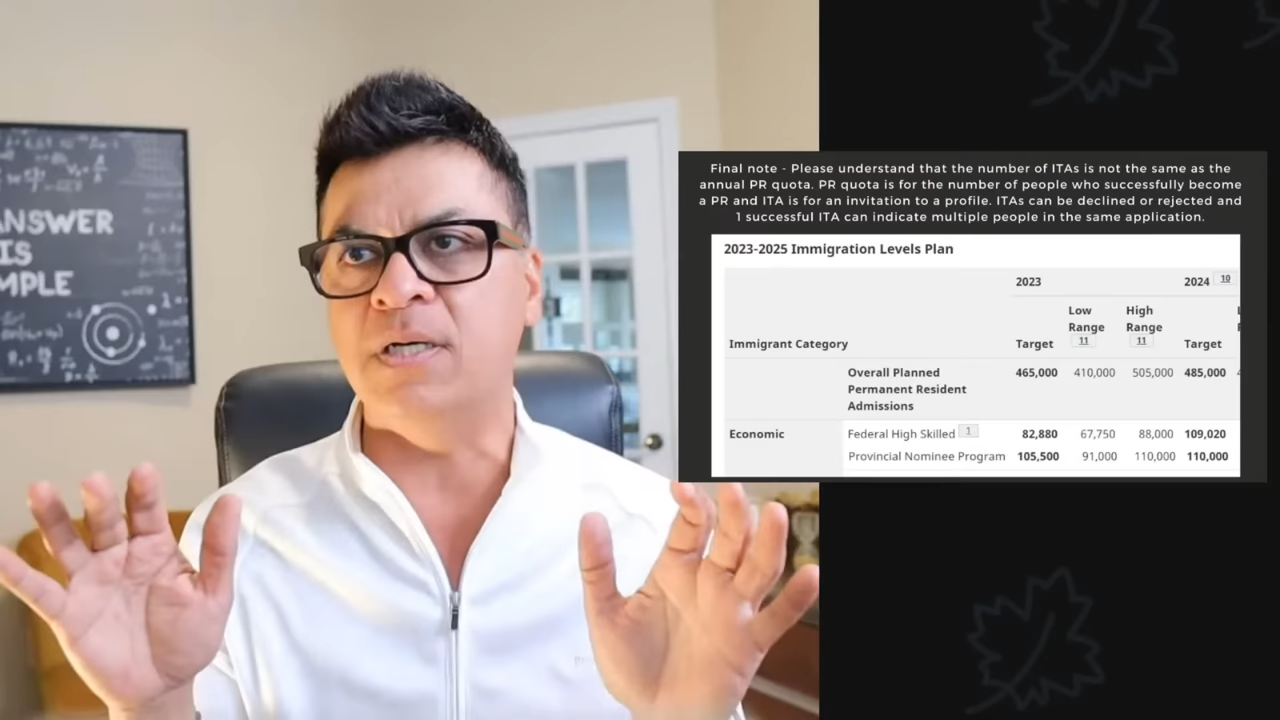 ANSWER
IS
MPLE
Final note - Please understand that the number of ITAs is not the same as the
annual PR quota. PR quota is for the number of people who successfully become
a PR and ITA is for an invitation to a profile. ITAs can be declined or rejected and
1 successful ITA can indicate multiple people in the same application.
2023-2025 Immigration Levels Plan
2023 2024 10
Low High
Range Range
Immigrant Category Target 11 11 Target
Overall Planned 465,000 410,000 505,000 485,000
Permanent Resident
Admissions
Economic Federal High Skilled 1 82,880 67,750 88,000 109,020
Provincial Nominee Program 105,500 91,000 110,000 110,000